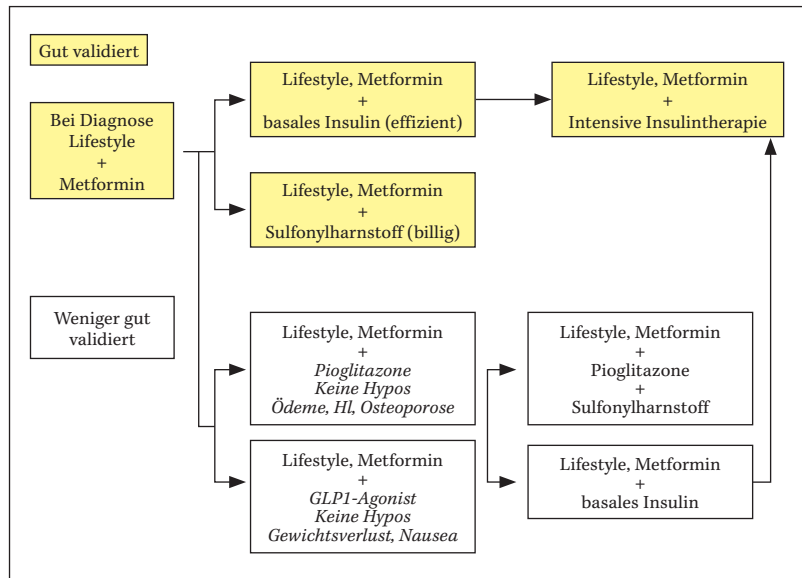 Gut validiert
Bei Diagnose
Lifestyle
+
Metformin
Lifestyle, Metformin
+
basales Insulin (effizient)
Lifestyle, Metformin
+
Intensive Insulintherapie
Lifestyle, Metformin
+
Sulfonylharnstoff (billig)
Weniger gut
validiert
Lifestyle, Metformin
+
Pioglitazone
Keine Hypos
Ödeme, Hl, Osteoporose
Lifestyle, Metformin
+
Pioglitazone
+
Sulfonylharnstoff
Lifestyle, Metformin
+
GLP1-Agonist
Keine Hypos
Gewichtsverlust, Nausea
Lifestyle, Metformin
+
basales Insulin